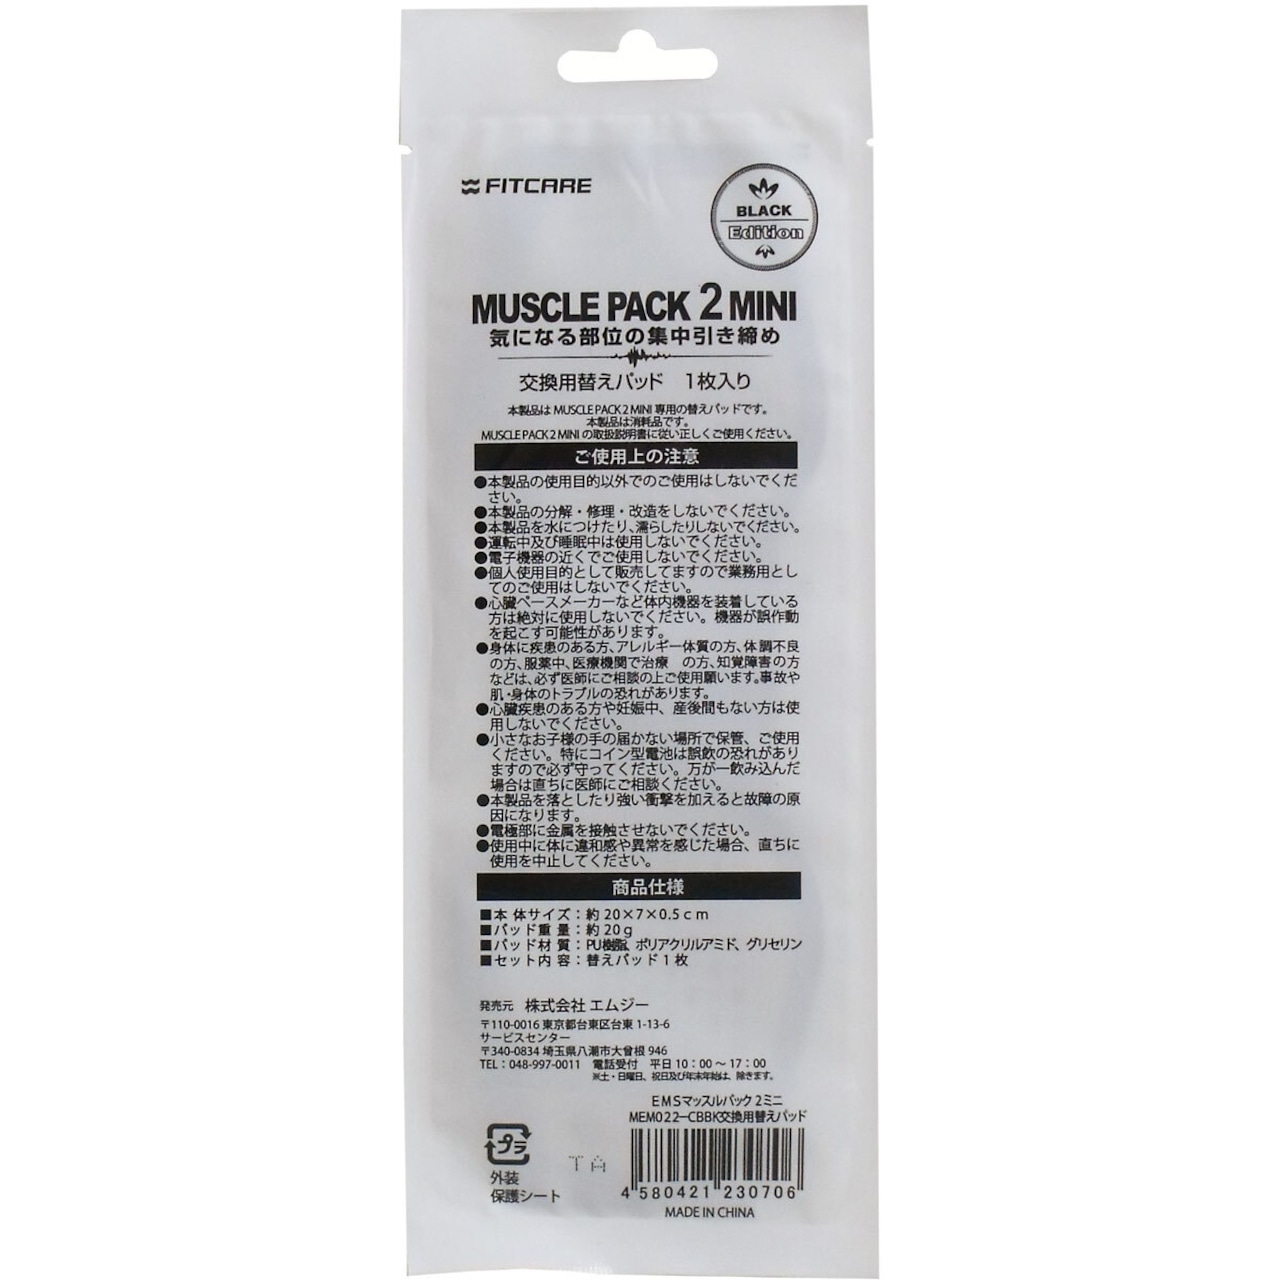 FITCARE
BLACK
Edition
MUSCLE PACK 2 MINI
気になる部位の集中引き締め
交換用替えパッド 1枚入り
本製品は MUSCLE PACK 2 MINI 専用の替えパッドです。
本製品は消耗品です。
MUSCLE PACK 2 MINI の取扱説明書に従い正しくご使用ください。
ご使用上の注意
●本製品の使用目的以外でのご使用はしないでくだ
さい。
●本製品の分解・修理・改造をしないでください。
●本製品を水につけたり、濡らしたりしないでください。
●運転中及び睡眠中は使用しないでください。
●電子機器の近くでご使用しないでください。
●個人使用目的として販売してますので業務用とし
てのご使用はしないでください。
●心臓ペースメーカーなど体内機器を装着している
方は絶対に使用しないでください。機器が誤作動
を起こす可能性があります。
●身体に疾患のある方、アレルギー体質の方、体調不良
の方、服薬中、医療機関で治療 の方、知覚障害の方
などは、必ず医師にご相談の上ご使用願います。事故や
肌・身体のトラブルの恐れがあります。
●心臓疾患のある方や妊娠中、産後間もない方は使
用しないでください。
●小さなお子様の手の届かない場所で保管、ご使用
ください。特にコイン型電池は誤飲の恐れがあり
ますので必ず守ってください。万が一飲み込んだ
場合は直ちに医師にご相談ください。
●本製品を落としたり強い衝撃を加えると故障の原
因になります。
●電極部に金属を接触させないでください。
●使用中に体に違和感や異常を感じた場合、直ちに
使用を中止してください。
商品仕様
■本体サイズ：約20×7×0.5cm
■パッド重量：約20g
■パッド材質：PU樹脂、ポリアクリルアミド、グリセリン
■セット内容：替えパッド1枚
発売元 株式会社 エムジー
〒110-0016 東京都台東区台東 1-13-6
サービスセンター
〒340-0834 埼玉県八潮市大曾根 946
TEL：048-997-0011 電話受付 平日 10：00～17：00
※土・日曜日、祝日及び年末年始は、除きます。
EMSマッスルパック2ミニ
MEM022-CBBK交換用替えパッド
プラ
外装
保護シート
TA
4 580421 230706
MADE IN CHINA